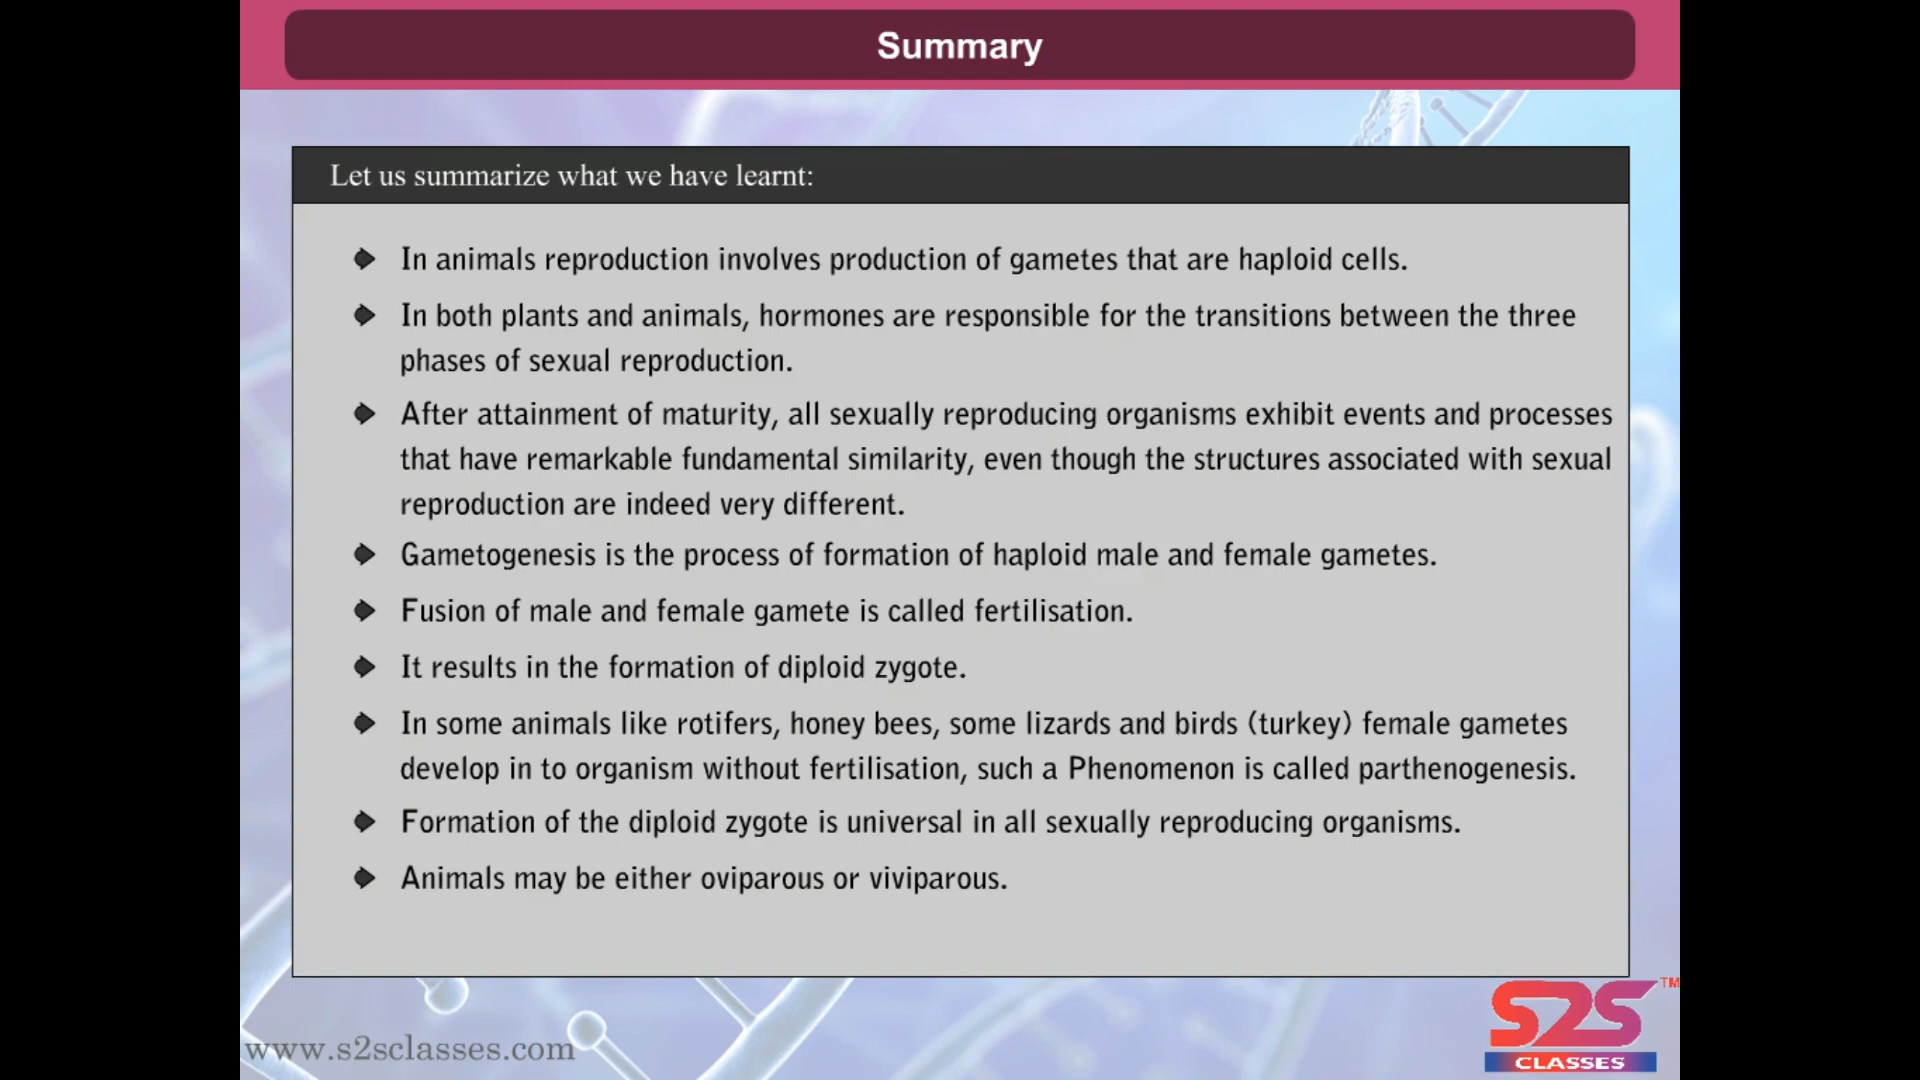 Summary
Let us summarize what we have learnt:
In animals reproduction involves production of gametes that are haploid cells.
In both plants and animals, hormones are responsible for the transitions between the three
phases of sexual reproduction.
After attainment of maturity, all sexually reproducing organisms exhibit events and processes
that have remarkable fundamental similarity, even though the structures associated with sexual
reproduction are indeed very different.
Gametogenesis is the process of formation of haploid male and female gametes.
Fusion of male and female gamete is called fertilisation.
It results in the formation of diploid zygote.
In some animals like rotifers, honey bees, some lizards and birds (turkey) female gametes
develop in to organism without fertilisation, such a Phenomenon is called parthenogenesis.
Formation of the diploid zygote is universal in all sexually reproducing organisms.
Animals may be either oviparous or viviparous.
www.s2sclasses.com
S2S TM
CLASSES